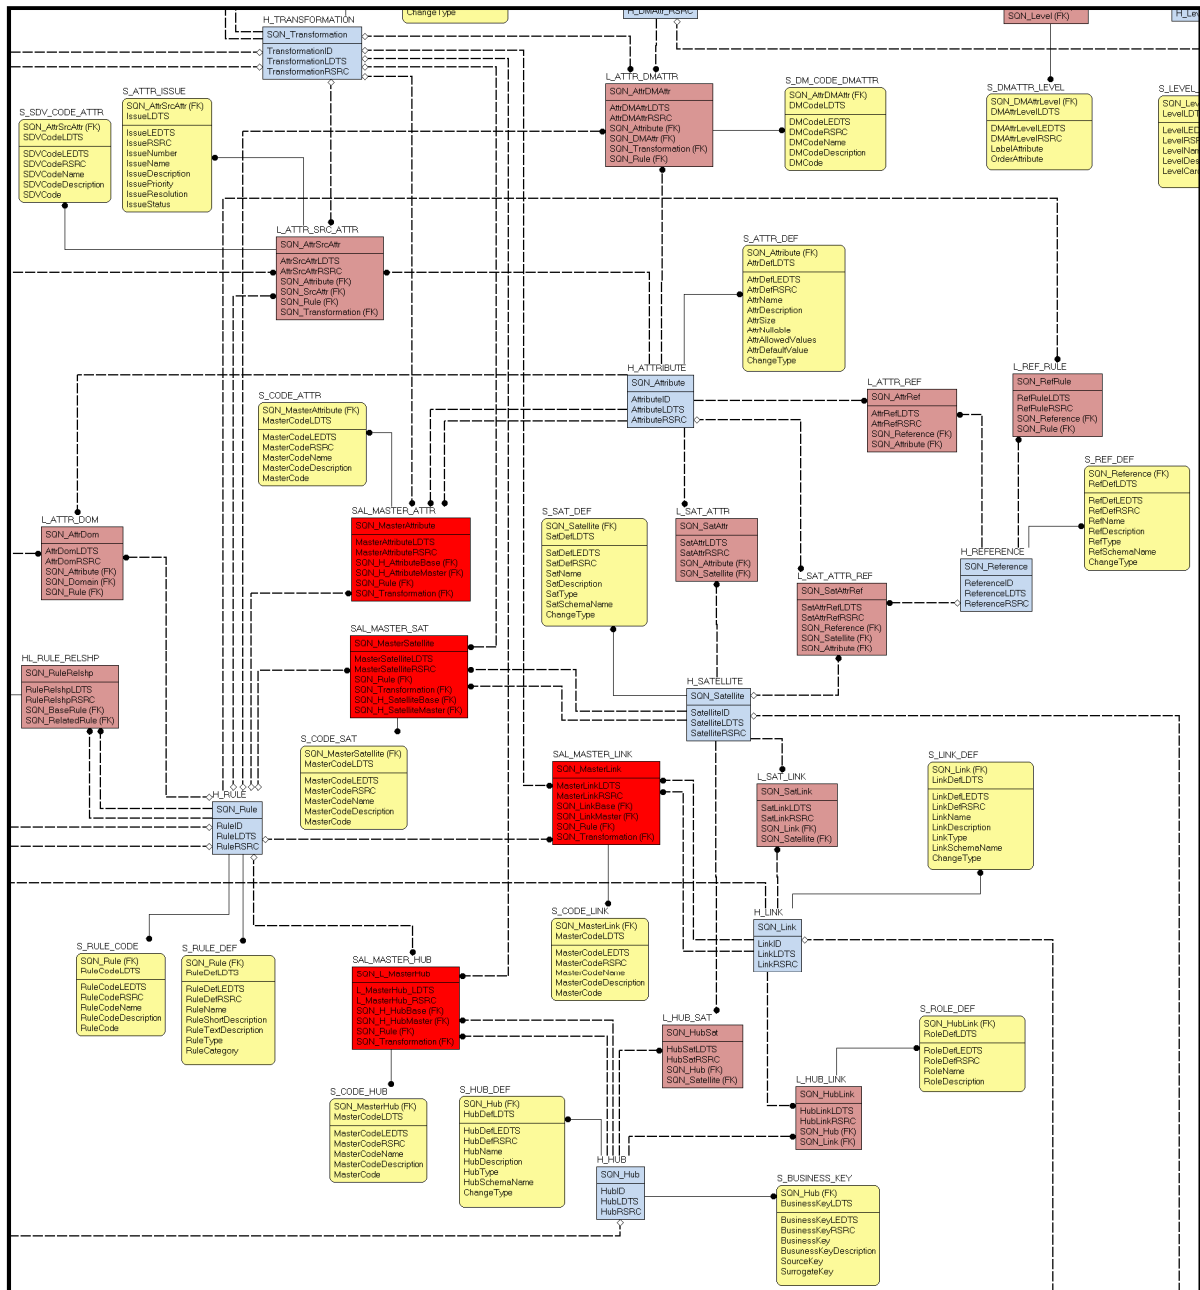 ChangeType
H_DMAttr_RSRC
SQN_Level (FK)
H_TRANSFORMATION
SQN_Transformation
TransformationID
TransformationLDTS
TransformationRSRC
L_ATTR_DMATTR
SQN_AttrDMAttr
AttrDMAttrLDTS
AttrDMAttrRSRC
SQN_Attribute (FK)
SQN_DMAttr (FK)
SQN_Transformation (FK)
SQN_Rule (FK)
S_DM_CODE_DMATTR
SQN_AttrDMAttr (FK)
DMCodeLDTS
DMCodeLEDTS
DMCodeRSRC
DMCodeName
DMCodeDescription
DMCode
S_DMATTR_LEVEL
SQN_DMAttrLevel (FK)
DMAttrLevelLDTS
DMAttrLevelLEDTS
DMAttrLevelRSRC
LabelAttribute
OrderAttribute
S_LEVEL_
SQN_Lev
LevelLDT
LevelLED
LevelRSR
LevelNam
LevelDes
LevelCar
S_SDV_CODE_ATTR
SQN_AttrSrcAttr (FK)
SDVCodeLDTS
SDVCodeLEDTS
SDVCodeRSRC
SDVCodeName
SDVCodeDescription
SDVCode
S_ATTR_ISSUE
SQN_AttrSrcAttr (FK)
IssueLDTS
IssueLEDTS
IssueRSRC
IssueNumber
IssueName
IssueDescription
IssuePriority
IssueResolution
IssueStatus
L_ATTR_SRC_ATTR
SQN_AttrSrcAttr
AttrSrcAttrLDTS
AttrSrcAttrRSRC
SQN_Attribute (FK)
SQN_SrcAttr (FK)
SQN_Rule (FK)
SQN_Transformation (FK)
S_ATTR_DEF
SQN_Attribute (FK)
AttrDefLDTS
AttrDefLEDTS
AttrDefRSRC
AttrName
AttrDescription
AttrSize
AttrNullable
AttrAllowedValues
AttrDefaultValue
ChangeType
H_ATTRIBUTE
SQN_Attribute
AttributeID
AttributeLDTS
AttributeRSRC
L_ATTR_REF
SQN_AttrRef
AttrRefLDTS
AttrRefRSRC
SQN_Reference (FK)
SQN_Attribute (FK)
L_REF_RULE
SQN_RefRule
RefRuleLDTS
RefRuleRSRC
SQN_Reference (FK)
SQN_Rule (FK)
S_CODE_ATTR
SQN_MasterAttribute (FK)
MasterCodeLDTS
MasterCodeLEDTS
MasterCodeRSRC
MasterCodeName
MasterCodeDescription
MasterCode
S_REF_DEF
SQN_Reference (FK)
RefDefLDTS
RefDefLEDTS
RefDefRSRC
RefName
RefDescription
RefType
RefSchemaName
ChangeType
L_ATTR_DOM
SQN_AttrDom
AttrDomLDTS
AttrDomRSRC
SQN_Attribute (FK)
SQN_Domain (FK)
SQN_Rule (FK)
SAL_MASTER_ATTR
SQN_MasterAttribute
MasterAttributeLDTS
MasterAttributeRSRC
SQN_H_AttributeBase (FK)
SQN_H_AttributeMaster (FK)
SQN_Rule (FK)
SQN_Transformation (FK)
S_SAT_DEF
SQN_Satellite (FK)
SatDefLDTS
SatDefLEDTS
SatDefRSRC
SatName
SatDescription
SatType
SatSchemaName
ChangeType
L_SAT_ATTR
SQN_SatAttr
SatAttrLDTS
SatAttrRSRC
SQN_Attribute (FK)
SQN_Satellite (FK)
L_SAT_ATTR_REF
SQN_SatAttrRef
SatAttrRefLDTS
SatAttrRefRSRC
SQN_Reference (FK)
SQN_Satellite (FK)
SQN_Attribute (FK)
H_REFERENCE
SQN_Reference
ReferenceID
ReferenceLDTS
ReferenceRSRC
HL_RULE_RELSHP
SQN_RuleRelshp
RuleRelshpLDTS
RuleRelshpRSRC
SQN_BaseRule (FK)
SQN_RelatedRule (FK)
SAL_MASTER_SAT
SQN_MasterSatellite
MasterSatelliteLDTS
MasterSatelliteRSRC
SQN_Rule (FK)
SQN_Transformation (FK)
SQN_H_SatelliteBase (FK)
SQN_H_SatelliteMaster (FK)
H_SATELLITE
SQN_Satellite
SatelliteID
SatelliteLDTS
SatelliteRSRC
S_CODE_SAT
SQN_MasterSatellite (FK)
MasterCodeLDTS
MasterCodeLEDTS
MasterCodeRSRC
MasterCodeName
MasterCodeDescription
MasterCode
SAL_MASTER_LINK
SQN_MasterLink
MasterLinkLDTS
MasterLinkRSRC
SQN_LinkBase (FK)
SQN_LinkMaster (FK)
SQN_Rule (FK)
SQN_Transformation (FK)
L_SAT_LINK
SQN_SatLink
SatLinkLDTS
SatLinkRSRC
SQN_Link (FK)
SQN_Satellite (FK)
S_LINK_DEF
SQN_Link (FK)
LinkDefLDTS
LinkDefLEDTS
LinkDefRSRC
LinkName
LinkDescription
LinkType
LinkSchemaName
ChangeType
H_RULE
SQN_Rule
RuleID
RuleLDTS
RuleRSRC
S_RULE_CODE
SQN_Rule (FK)
RuleCodeLDTS
RuleCodeLEDTS
RuleCodeRSRC
RuleCodeName
RuleCodeDescription
RuleCode
S_RULE_DEF
SQN_Rule (FK)
RuleDefLDTS
RuleDefLEDTS
RuleDefRSRC
RuleName
RuleShortDescription
RuleTextDescription
RuleType
RuleCategory
SAL_MASTER_HUB
SQN_L_MasterHub
L_MasterHub_LDTS
L_MasterHub_RSRC
SQN_H_HubBase (FK)
SQN_H_HubMaster (FK)
SQN_Rule (FK)
SQN_Transformation (FK)
S_CODE_LINK
SQN_MasterLink (FK)
MasterCodeLDTS
MasterCodeLEDTS
MasterCodeRSRC
MasterCodeName
MasterCodeDescription
MasterCode
H_LINK
SQN_Link
LinkID
LinkLDTS
LinkRSRC
L_HUB_SAT
SQN_HubSat
HubSatLDTS
HubSatRSRC
SQN_Hub (FK)
SQN_Satellite (FK)
S_ROLE_DEF
SQN_HubLink (FK)
RoleDefLDTS
RoleDefLEDTS
RoleDefRSRC
RoleName
RoleDescription
L_HUB_LINK
SQN_HubLink
HubLinkLDTS
HubLinkRSRC
SQN_Hub (FK)
SQN_Link (FK)
S_CODE_HUB
SQN_MasterHub (FK)
MasterCodeLDTS
MasterCodeLEDTS
MasterCodeRSRC
MasterCodeName
MasterCodeDescription
MasterCode
S_HUB_DEF
SQN_Hub (FK)
HubDefLDTS
HubDefLEDTS
HubDefRSRC
HubName
HubDescription
HubType
HubSchemaName
ChangeType
H_HUB
SQN_Hub
HubID
HubLDTS
HubRSRC
S_BUSINESS_KEY
SQN_Hub (FK)
BusinessKeyLDTS
BusinessKeyLEDTS
BusinessKeyRSRC
BusinessKey
BusunessKeyDescription
SourceKey
SurrogateKey